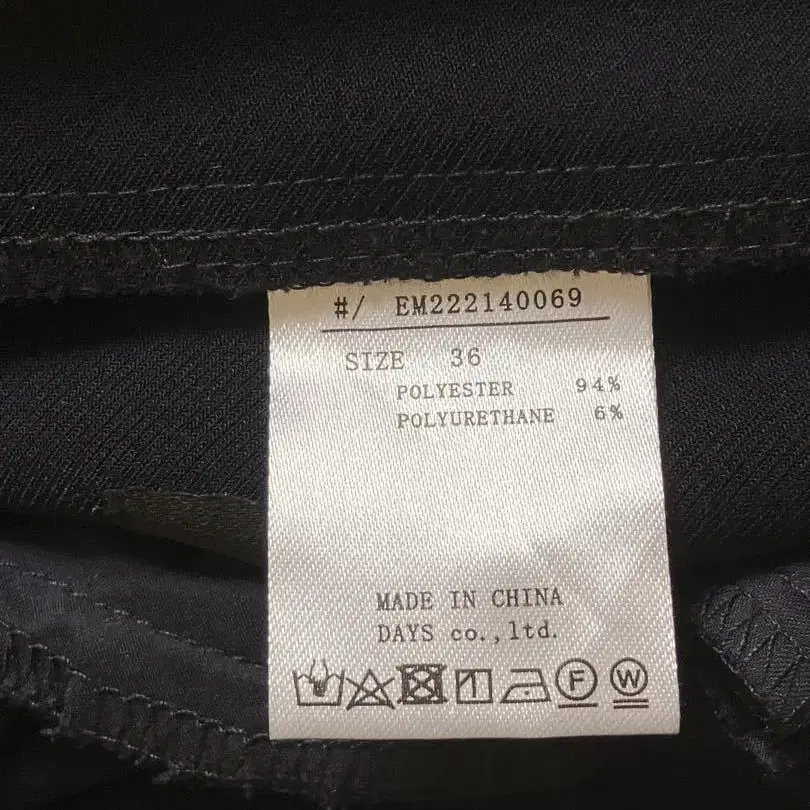 #/ EM222140069
SIZE 36
POLYESTER 94%
POLYURETHANE 6%
MADE IN CHINA
DAYS co.,ltd.
F W